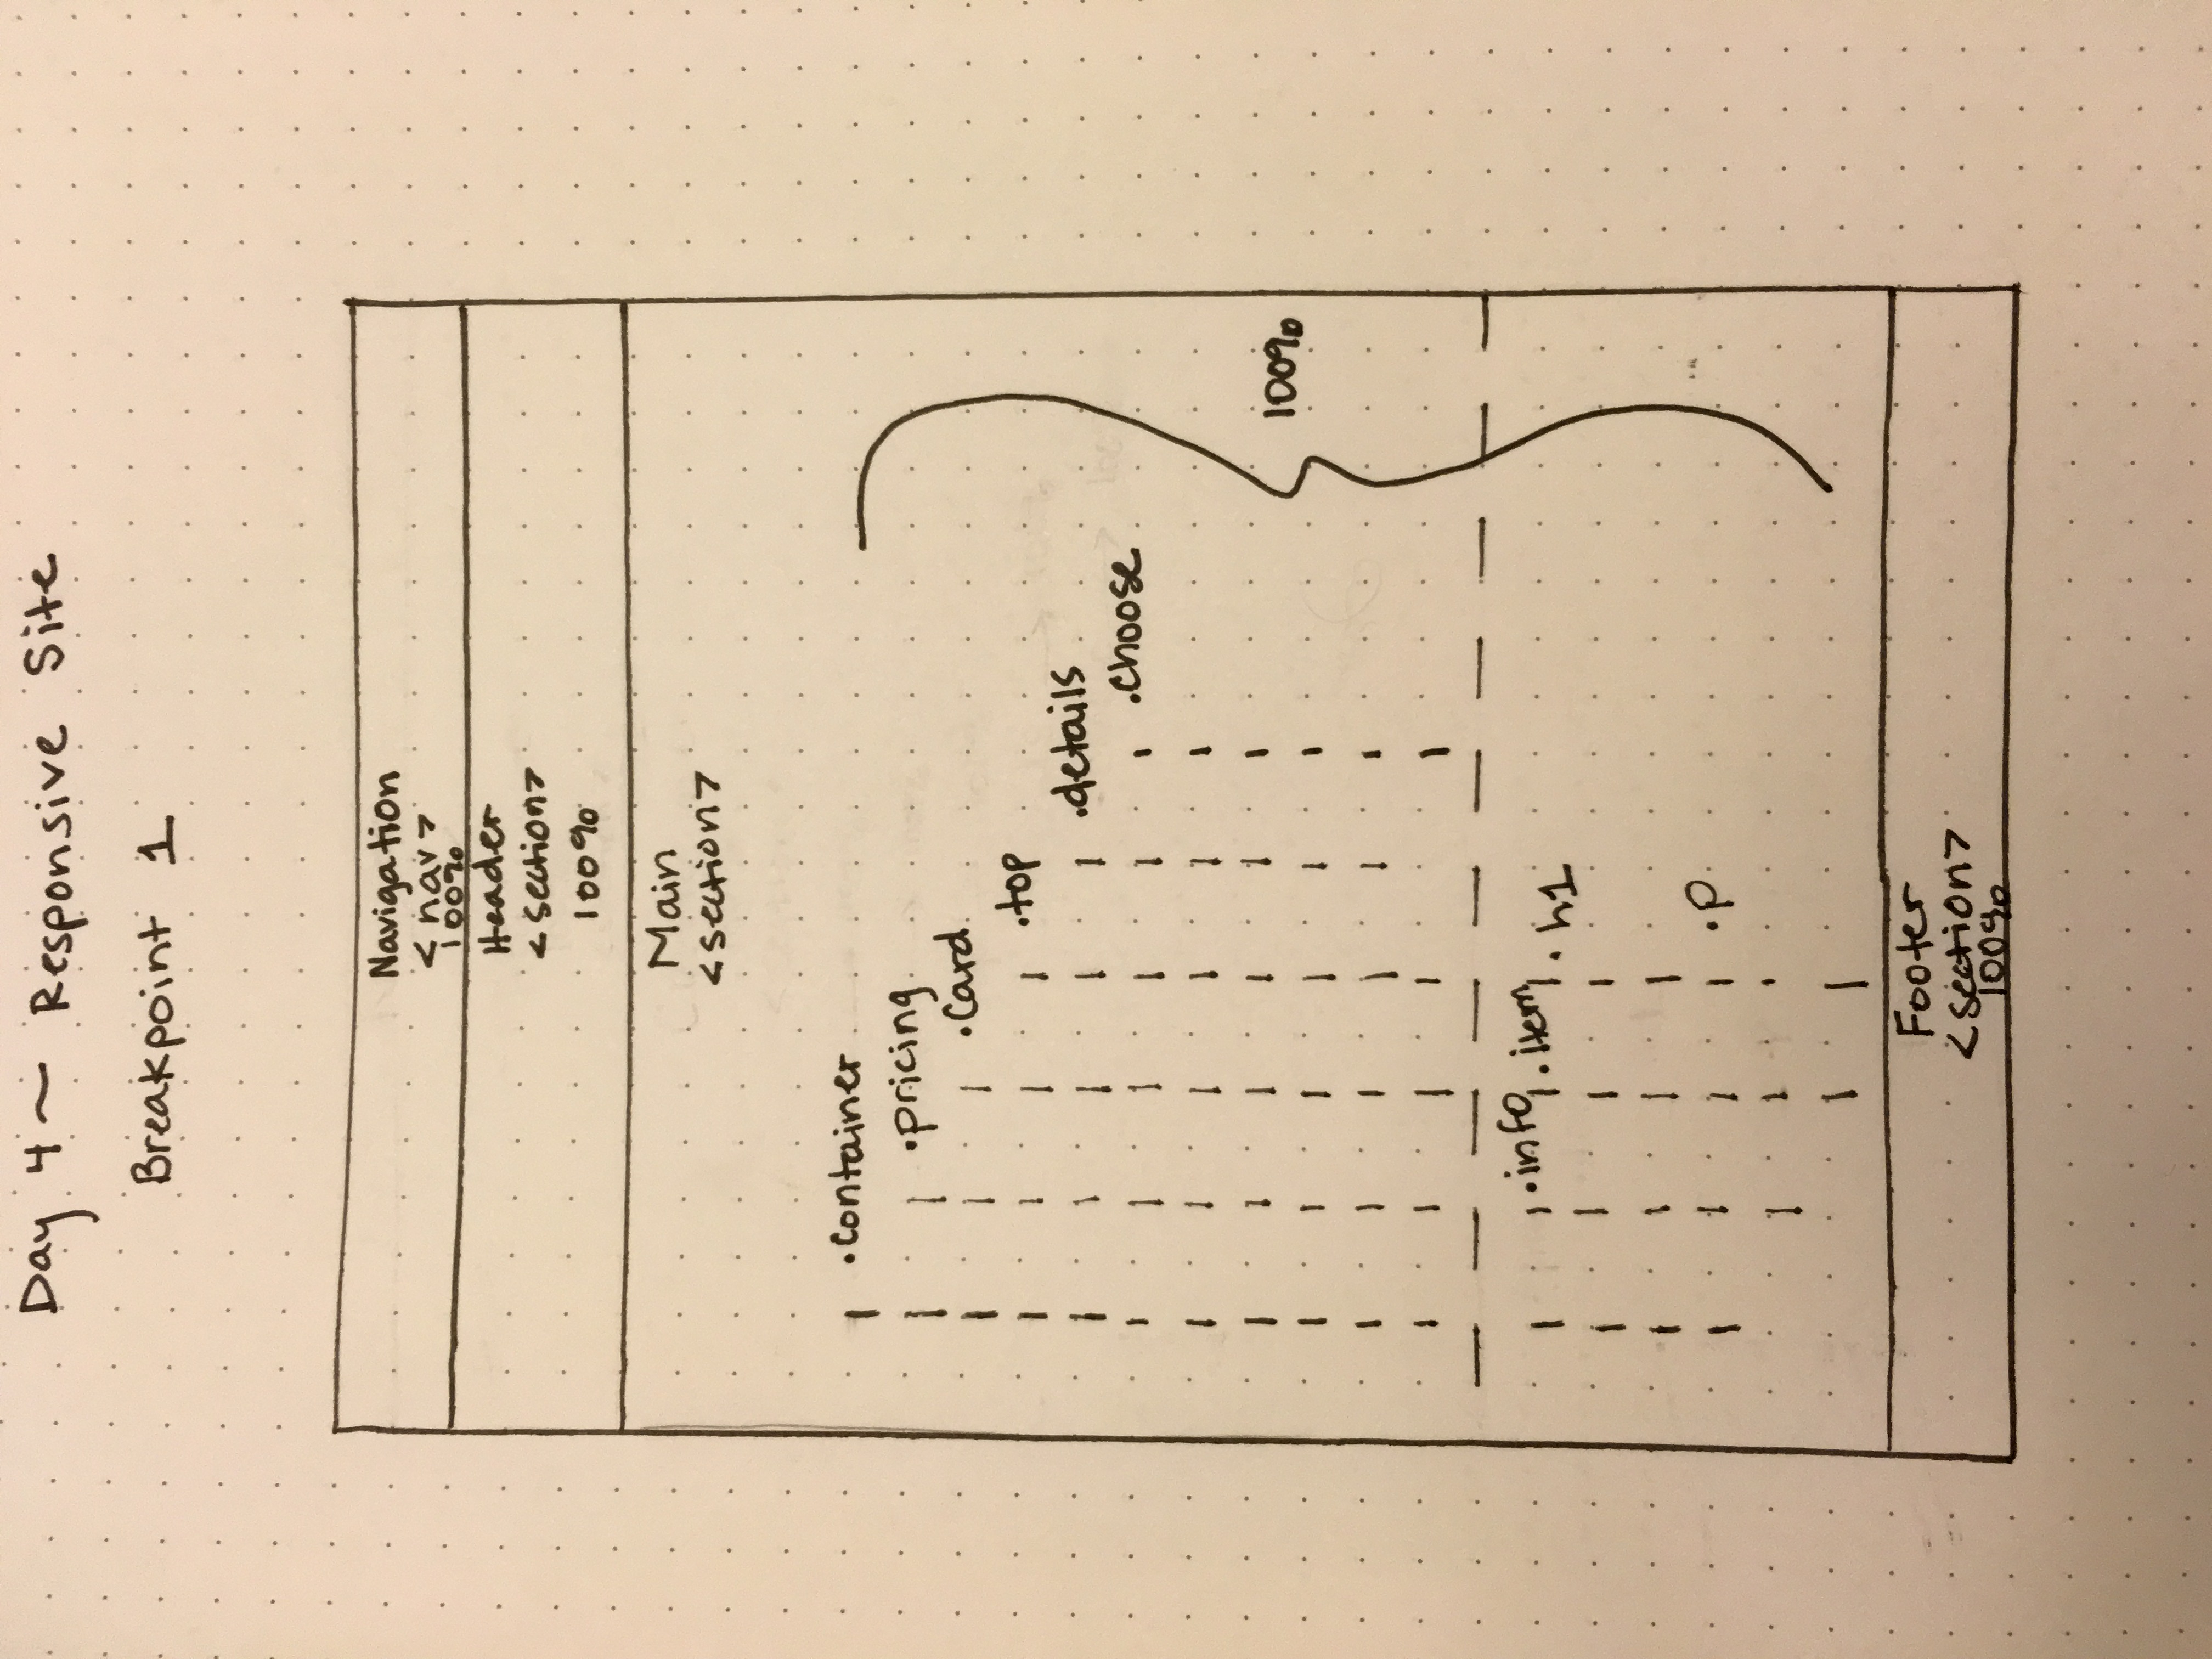 Day 4 ~ Responsive Site
Breakpoint 1
Navigation
<nav>
100%
Header
<section>
100%
Main
<section>
.container
.pricing
.card
.top
.details
.choose
100%
.info .item .h1
.p
Footer
<section>
100%